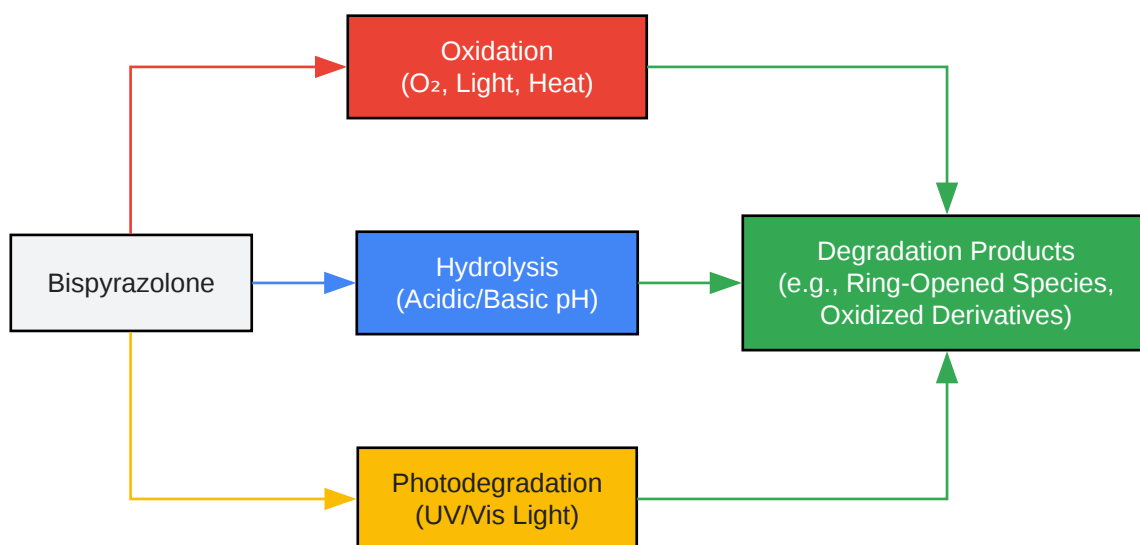 Oxidation
(O₂, Light, Heat)
Bispyrazolone
Hydrolysis
(Acidic/Basic pH)
Degradation Products
(e.g., Ring-Opened Species,
Oxidized Derivatives)
Photodegradation
(UV/Vis Light)